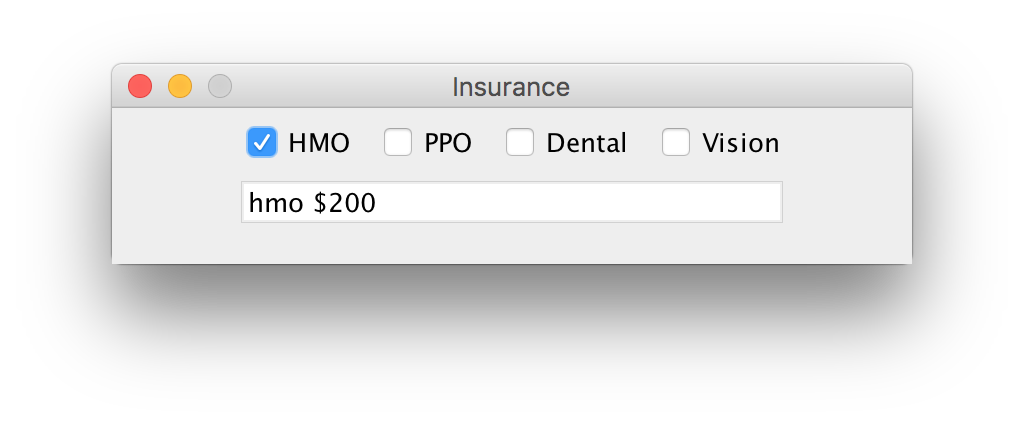 Insurance
HMO PPO Dental Vision
hmo $200